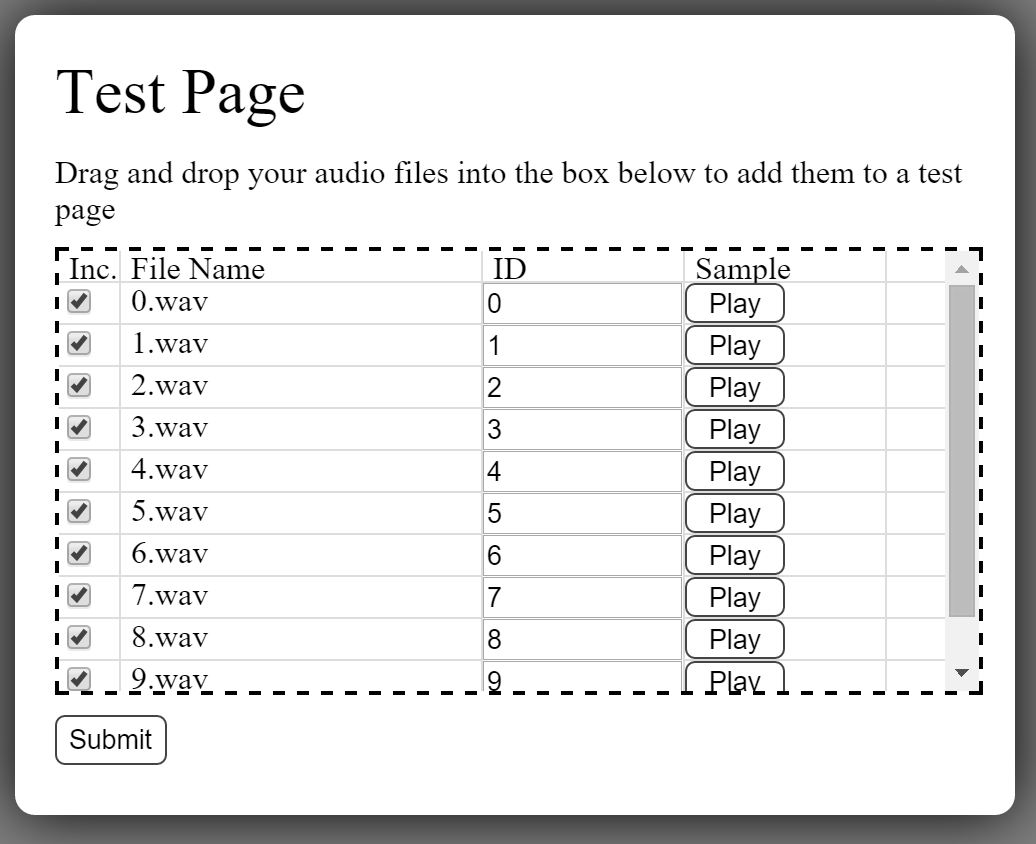 Test Page
Drag and drop your audio files into the box below to add them to a test
page
Inc. File Name ID Sample
0.wav 0 Play
1.wav 1 Play
2.wav 2 Play
3.wav 3 Play
4.wav 4 Play
5.wav 5 Play
6.wav 6 Play
7.wav 7 Play
8.wav 8 Play
9.wav 9 Play
Submit